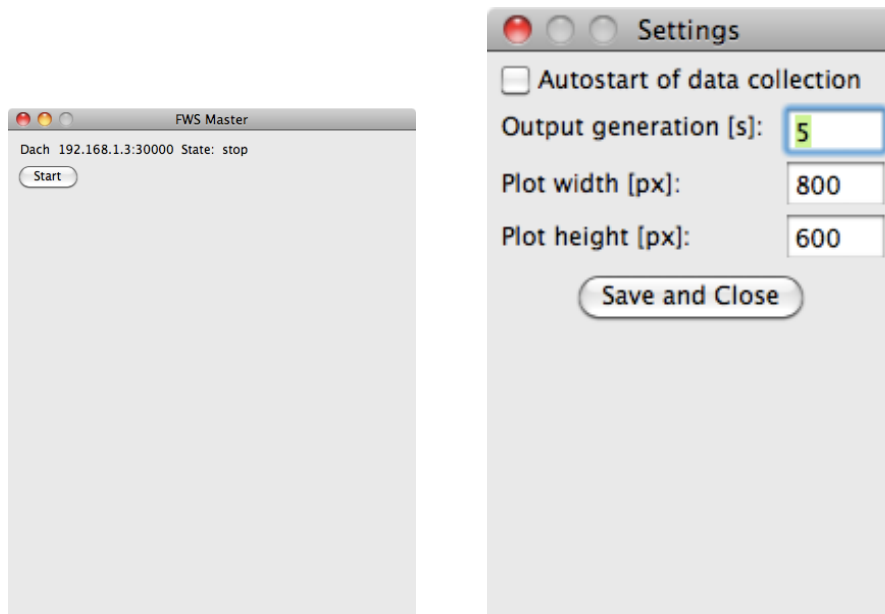 FWS Master
Dach 192.168.1.3:30000 State: stop
Start
Settings
Autostart of data collection
Output generation [s]: 5
Plot width [px]: 800
Plot height [px]: 600
Save and Close